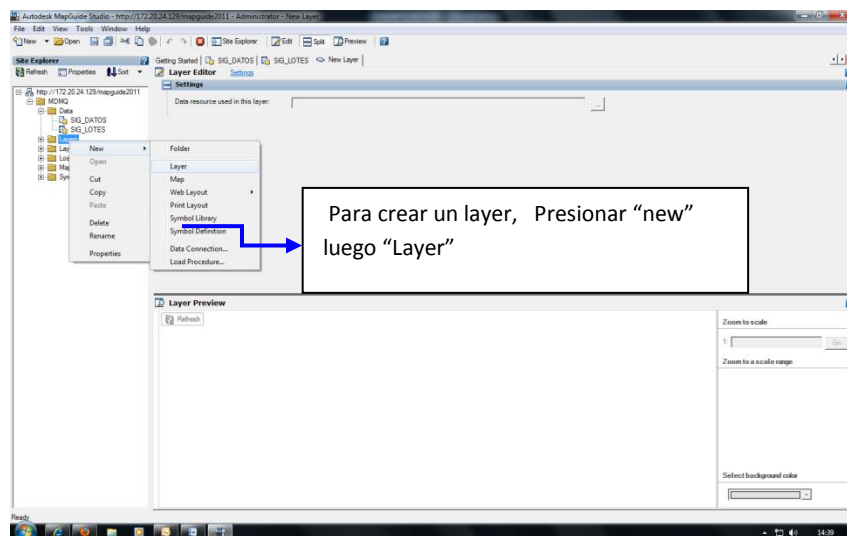 Autodesk MapGuide Studio - http://172.20.24.129/mapguide2011 - Administrator - New Layer
File Edit View Tools Window Help
New Open Site Explorer Edit Split Preview
Site Explorer
Refresh Properties Sort
http://172.20.24.129/mapguide2011
MDMQ
Data
SIG_DATOS
SIG_LOTES
Layers
Lay
Loa
Ma
Sym
Getting Started SIG_DATOS SIG_LOTES New Layer
Layer Editor Settings
Settings
Data resource used in this layer:
...
New
Open
Cut
Copy
Paste
Delete
Rename
Properties
Folder
Layer
Map
Web Layout
Print Layout
Symbol Library
Symbol Definition
Data Connection...
Load Procedure...
Para crear un layer, Presionar “new”
luego “Layer”
Layer Preview
Refresh
Zoom to scale
1:
Go
Zoom to a scale range
Select background color
Ready
14:39